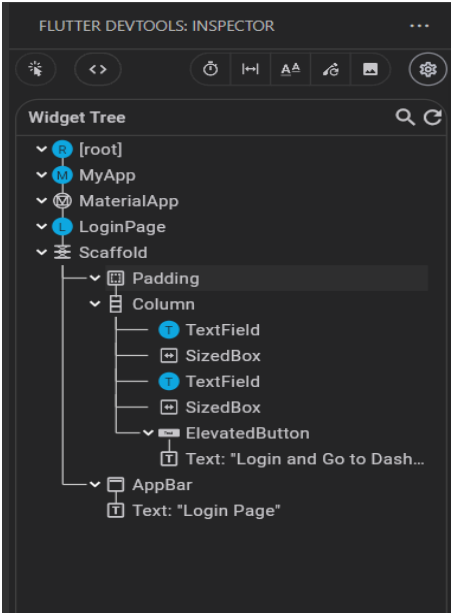 FLUTTER DEVTOOLS: INSPECTOR
Widget Tree
[root]
MyApp
MaterialApp
LoginPage
Scaffold
Padding
Column
TextField
SizedBox
TextField
SizedBox
ElevatedButton
Text: "Login and Go to Dash...
AppBar
Text: "Login Page"